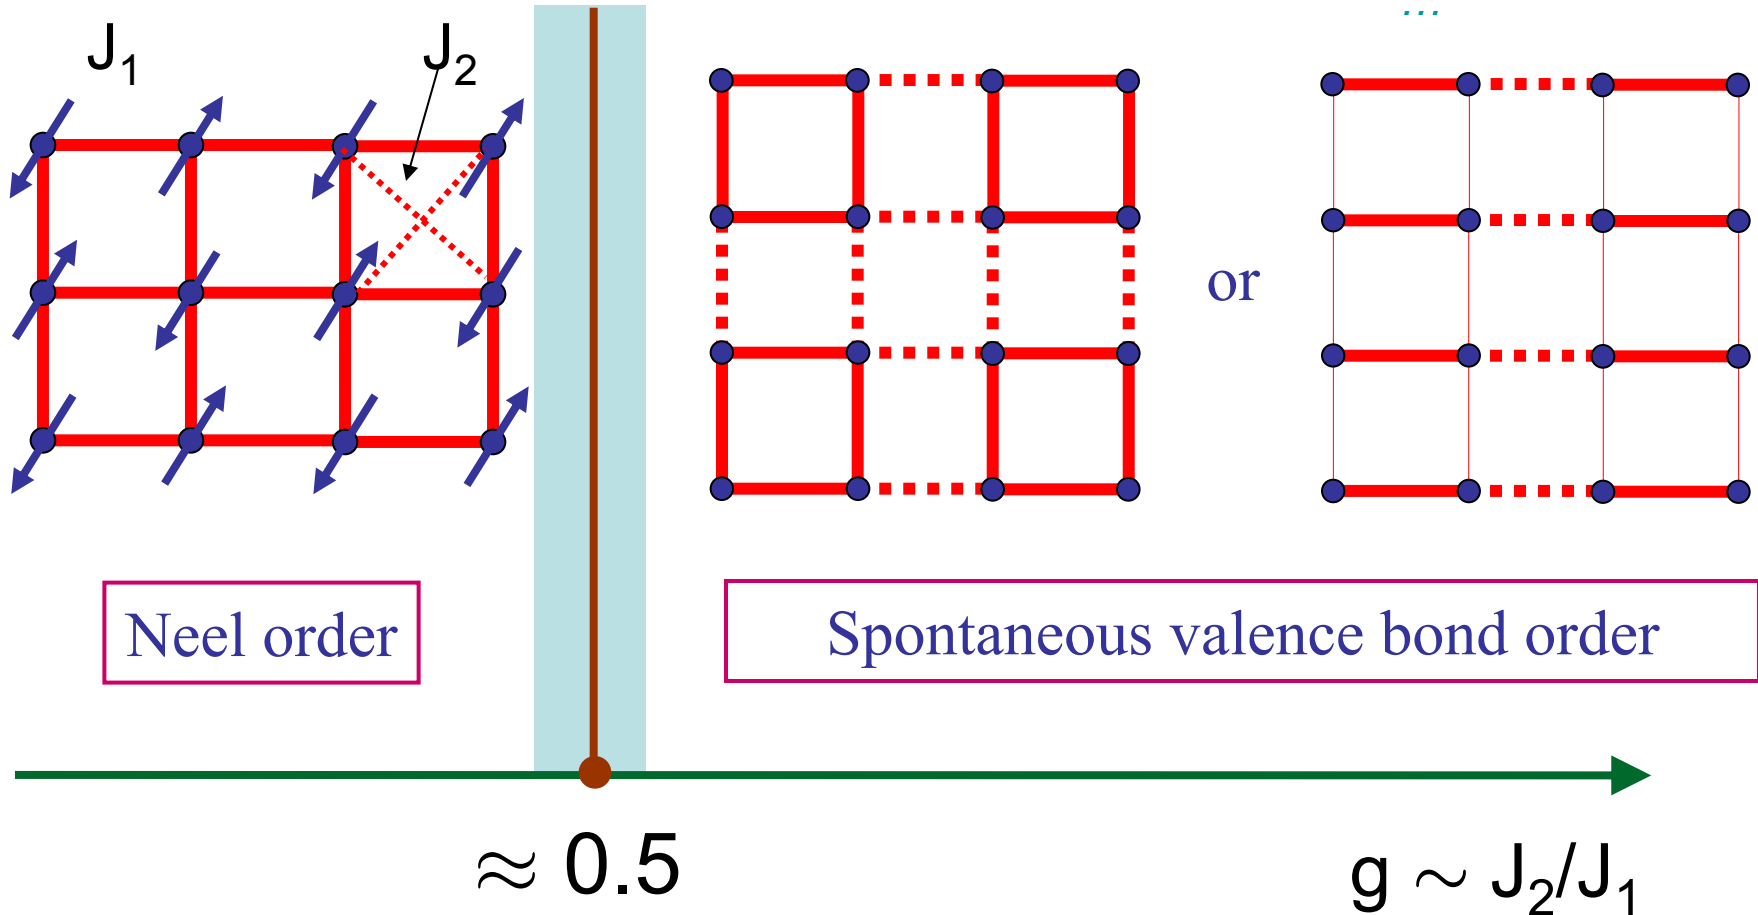 ...
J₁
J₂
or
Neel order
Spontaneous valence bond order
≈ 0.5
g ~ J₂/J₁